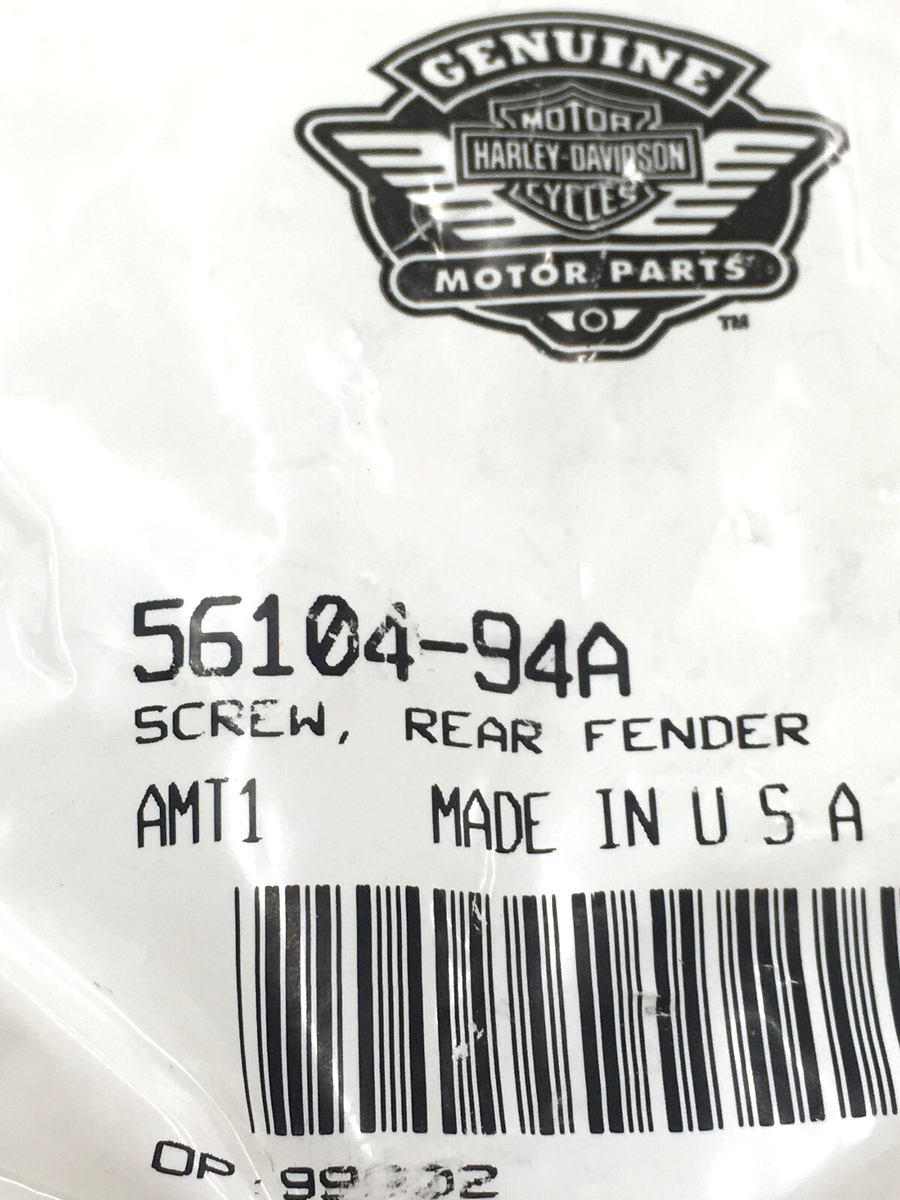 GENUINE
MOTOR
HARLEY-DAVIDSON
CYCLES
MOTOR PARTS
TM
56104-94A
SCREW, REAR FENDER
AMT1 MADE IN U S A
OP